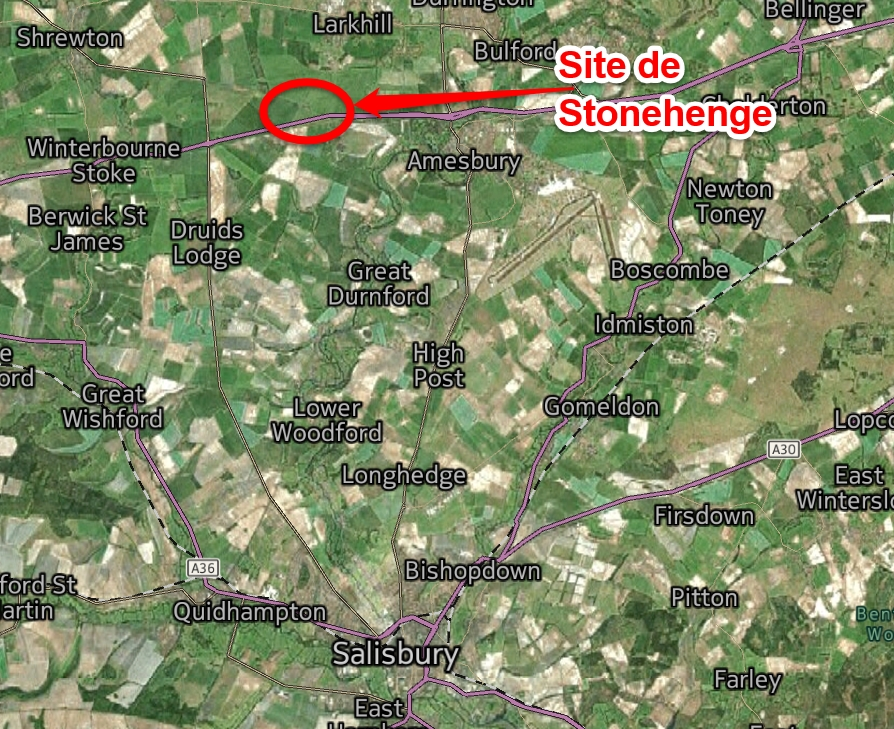 Durrington
Bellinger
Larkhill
Shrewton
Bulford
Site de
Stonehenge
Winterbourne
Stoke
Amesbury
Newton
Toney
Berwick St
James
Druids
Lodge
Great
Durnford
Boscombe
Idmiston
High
Post
Great
Wishford
Lower
Woodford
Gomeldon
A30
Longhedge
East
Firsdown
A36
Bishopdown
Quidhampton
Pitton
Salisbury
Farley
East